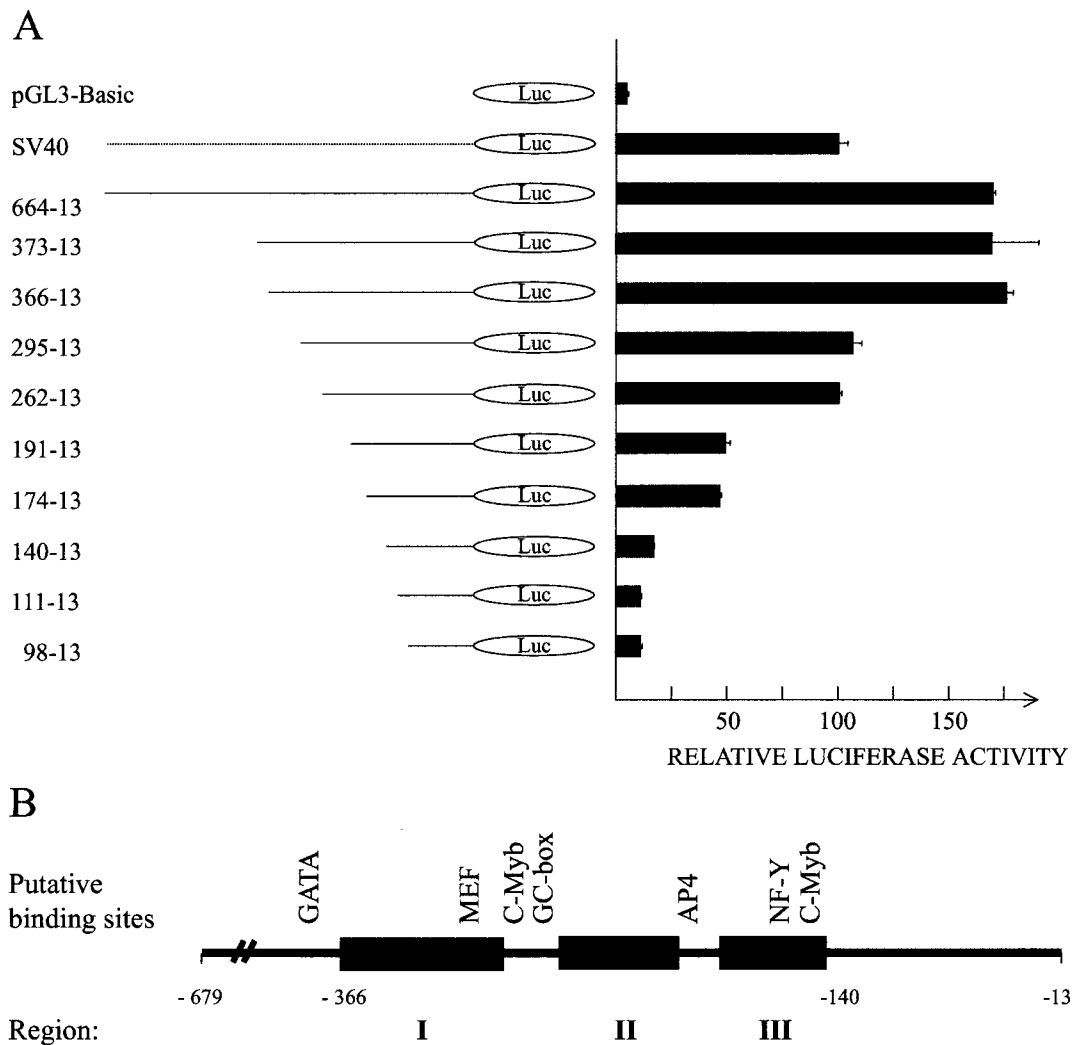 A
pGL3-Basic Luc
SV40 Luc
664-13 Luc
373-13 Luc
366-13 Luc
295-13 Luc
262-13 Luc
191-13 Luc
174-13 Luc
140-13 Luc
111-13 Luc
98-13 Luc
50 100 150
RELATIVE LUCIFERASE ACTIVITY
B
Putative
binding sites
GATA
MEF
C-Myb
GC-box
AP4
NF-Y
C-Myb
- 679 - 366 -140 -13
Region: I II III